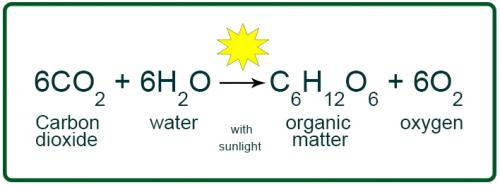 6CO₂ + 6H₂O → C₆H₁₂O₆ + 6O₂
Carbon dioxide
water
with sunlight
organic matter
oxygen